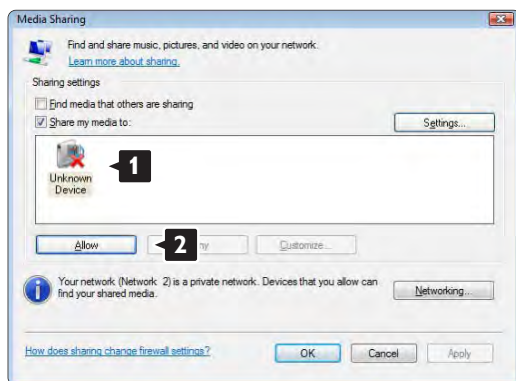 Media Sharing
Find and share music, pictures, and video on your network.
Learn more about sharing.
Sharing settings
Find media that others are sharing
Share my media to:
Settings...
1
Unknown
Device
Allow
2
Customize...
Your network (Network 2) is a private network. Devices that you allow can
find your shared media.
Networking...
How does sharing change firewall settings?
OK
Cancel
Apply